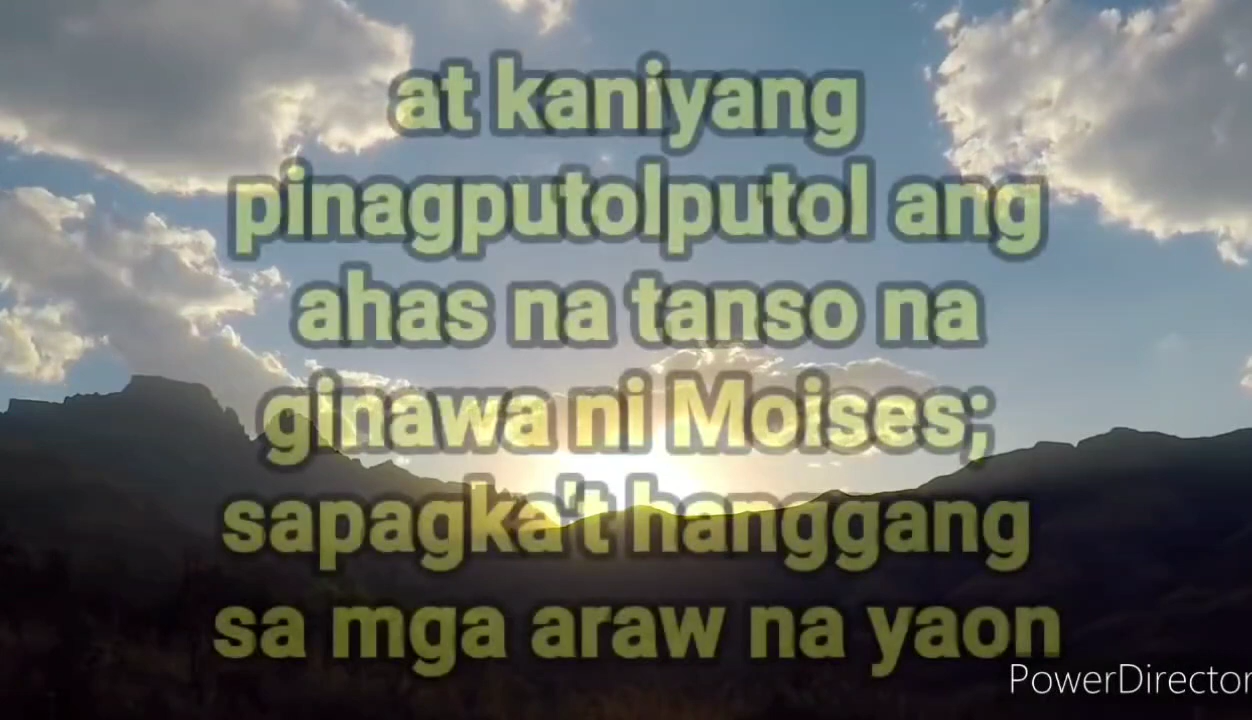 at kaniyang
pinagputolputol ang
ahas na tanso na
ginawa ni Moises;
sapagka't hanggang
sa mga araw na yaon
PowerDirector